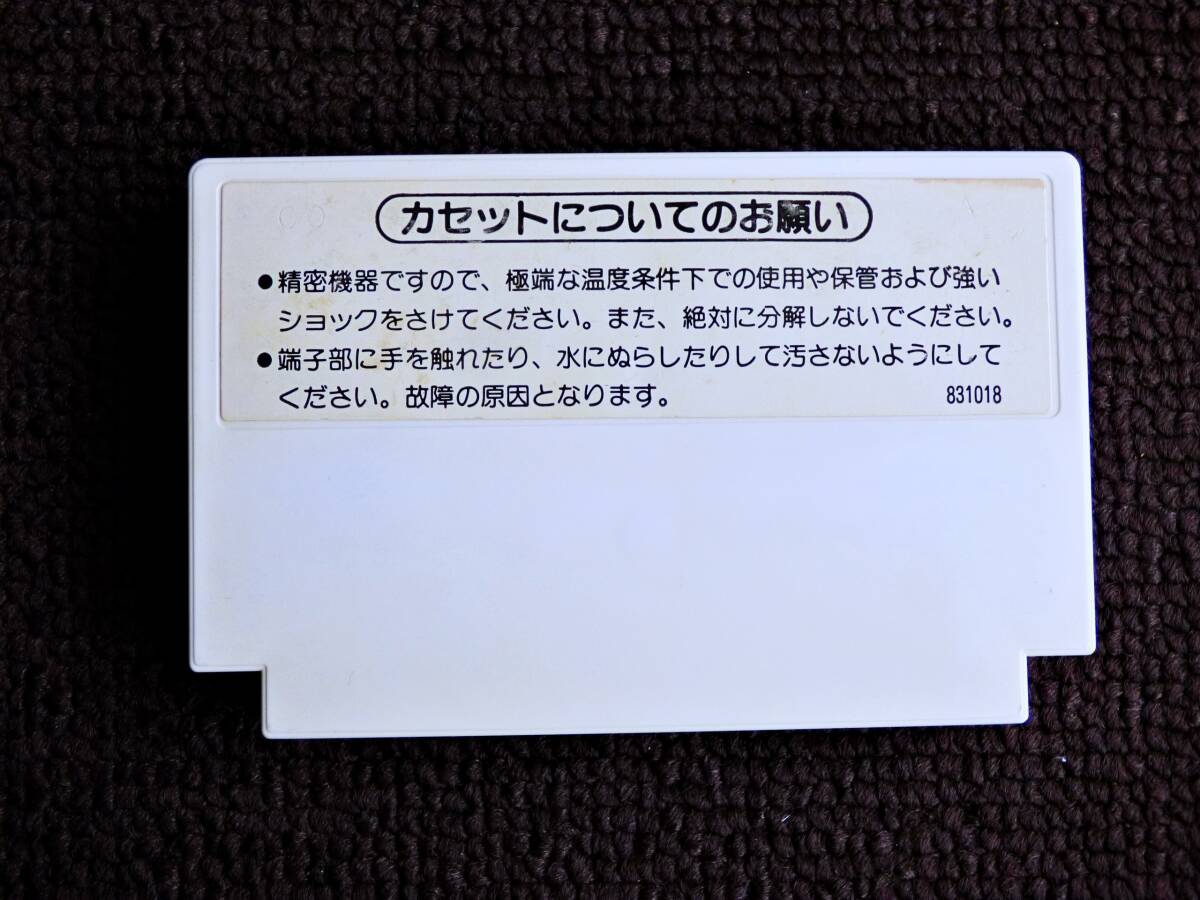 カセットについてのお願い
●精密機器ですので、極端な温度条件下での使用や保管および強い
ショックをさけてください。また、絶対に分解しないでください。
●端子部に手を触れたり、水にぬらしたりして汚さないようにして
ください。故障の原因となります。 831018